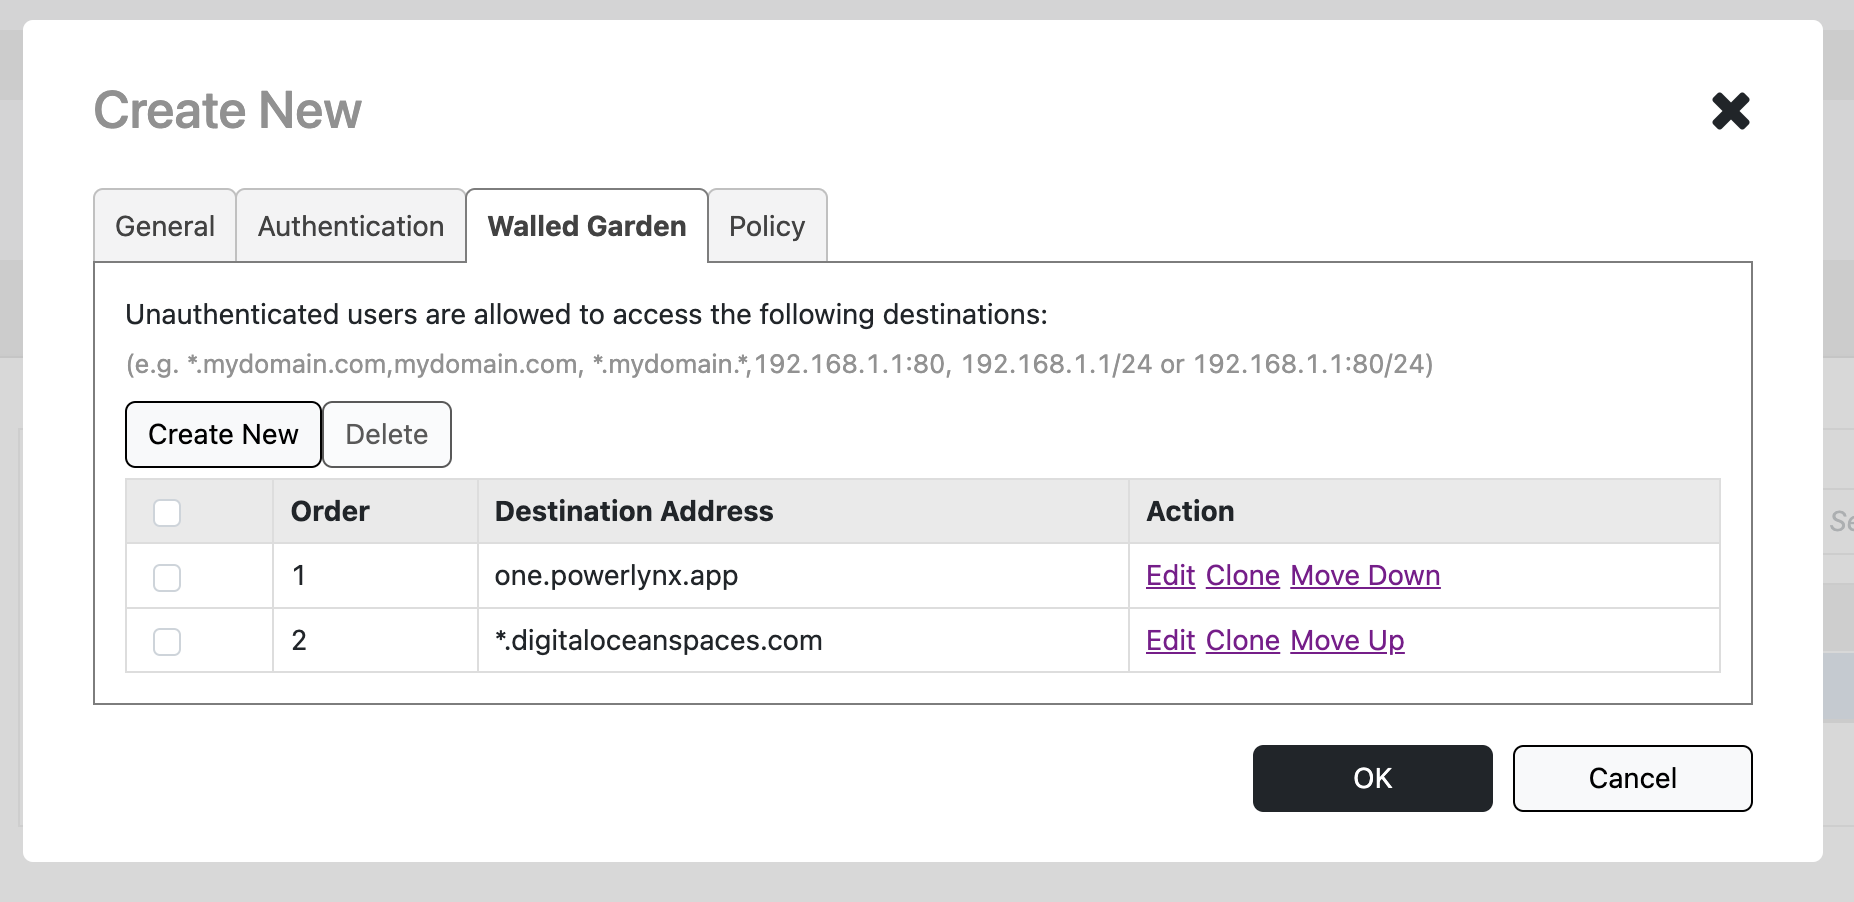 Create New
General Authentication Walled Garden Policy
Unauthenticated users are allowed to access the following destinations:
(e.g. *.mydomain.com,mydomain.com, *.mydomain.*,192.168.1.1:80, 192.168.1.1/24 or 192.168.1.1:80/24)
Create New Delete
Order Destination Address Action
1 one.powerlynx.app Edit Clone Move Down
2 *.digitaloceanspaces.com Edit Clone Move Up
OK Cancel